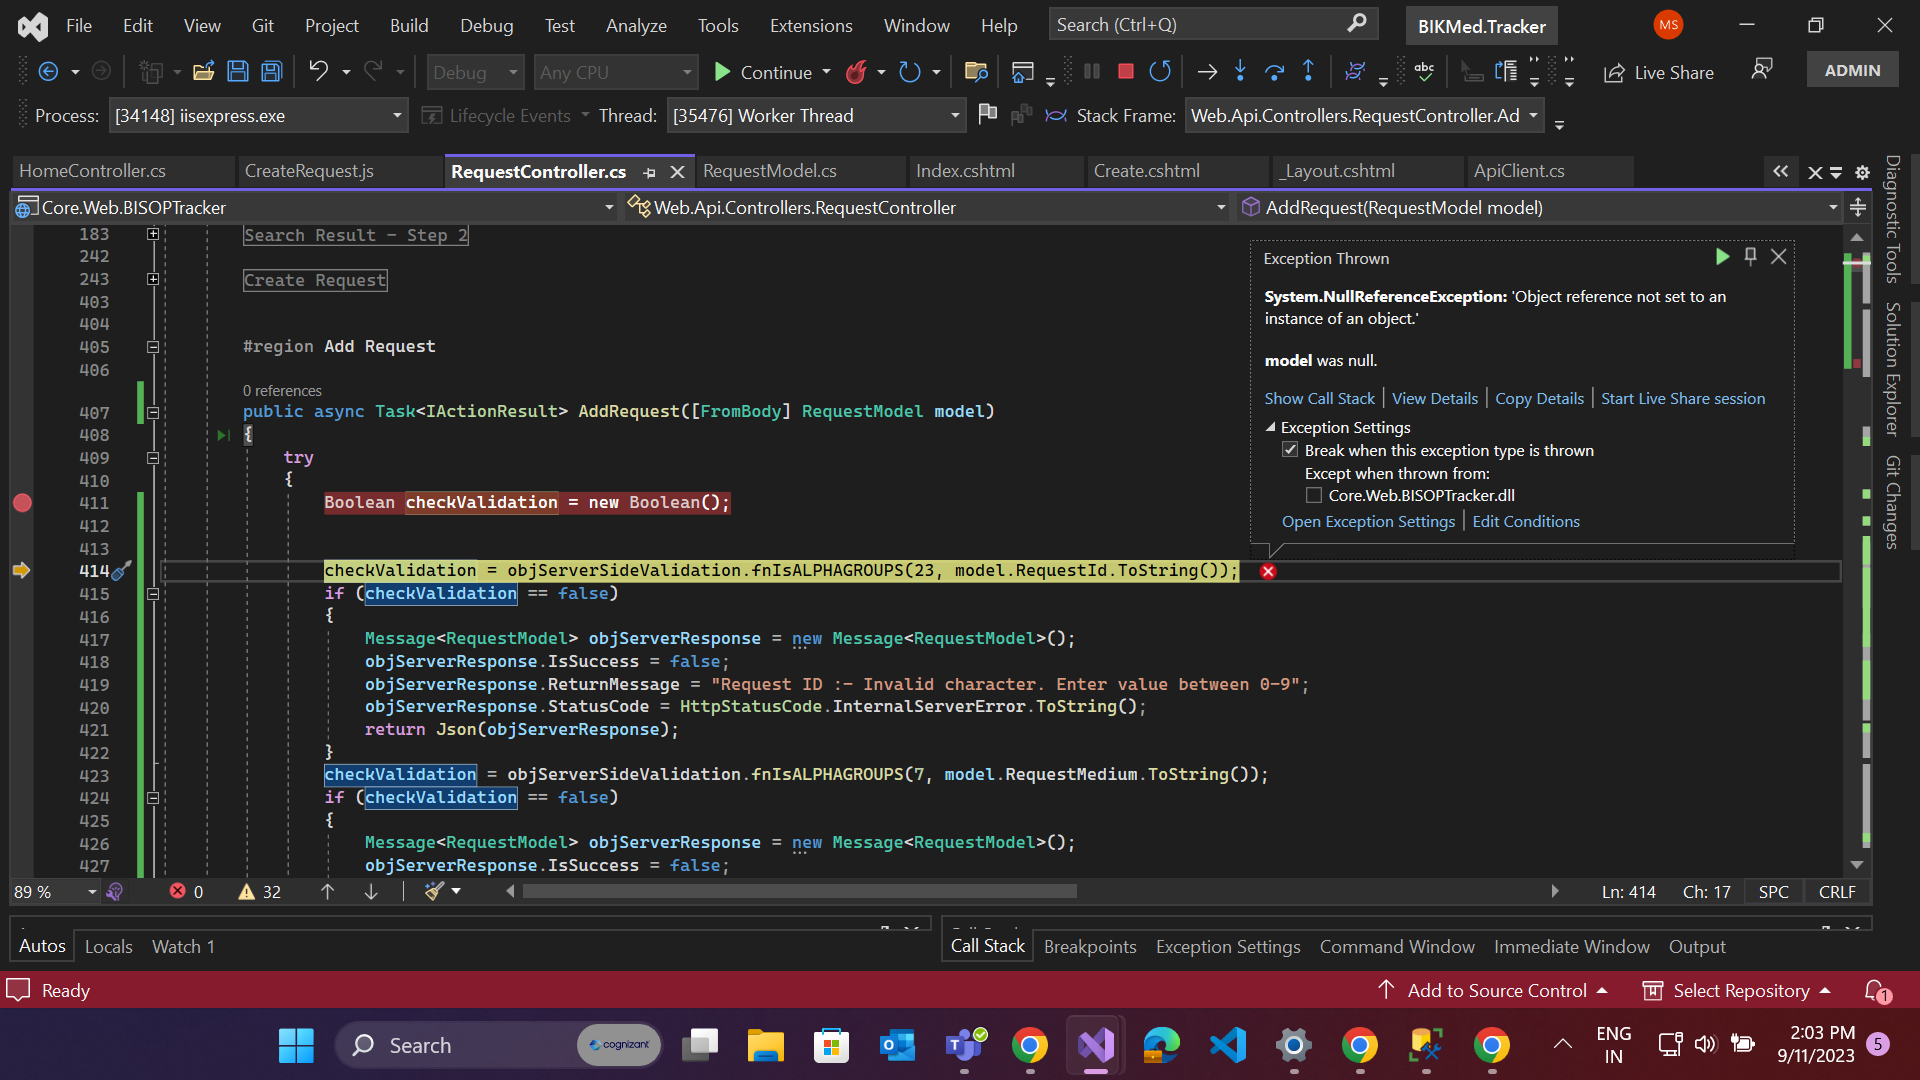 File Edit View Git Project Build Debug Test Analyze Tools Extensions Window Help Search (Ctrl+Q) BIKMed.Tracker MS
Debug Any CPU Continue abc Live Share ADMIN
Process: [34148] iisexpress.exe Lifecycle Events Thread: [35476] Worker Thread Stack Frame: Web.Api.Controllers.RequestController.Ad
HomeController.cs CreateRequest.js RequestController.cs RequestModel.cs Index.cshtml Create.cshtml _Layout.cshtml ApiClient.cs
Core.Web.BISOPTracker Web.Api.Controllers.RequestController AddRequest(RequestModel model)
183 Search Result - Step 2
242
243 Create Request
403
404
405 #region Add Request
406
0 references
407 public async Task<IActionResult> AddRequest([FromBody] RequestModel model)
408 {
409 try
410 {
411 Boolean checkValidation = new Boolean();
412
413
414 checkValidation = objServerSideValidation.fnIsALPHAGROUPS(23, model.RequestId.ToString());
415 if (checkValidation == false)
416 {
417 Message<RequestModel> objServerResponse = new Message<RequestModel>();
418 objServerResponse.IsSuccess = false;
419 objServerResponse.ReturnMessage = "Request ID :- Invalid character. Enter value between 0-9";
420 objServerResponse.StatusCode = HttpStatusCode.InternalServerError.ToString();
421 return Json(objServerResponse);
422 }
423 checkValidation = objServerSideValidation.fnIsALPHAGROUPS(7, model.RequestMedium.ToString());
424 if (checkValidation == false)
425 {
426 Message<RequestModel> objServerResponse = new Message<RequestModel>();
427 objServerResponse.IsSuccess = false;
Exception Thrown
System.NullReferenceException: 'Object reference not set to an
instance of an object.'
model was null.
Show Call Stack View Details Copy Details Start Live Share session
Exception Settings
Break when this exception type is thrown
Except when thrown from:
Core.Web.BISOPTracker.dll
Open Exception Settings Edit Conditions
Diagnostic Tools
Solution Explorer
Git Changes
89 % 0 32 Ln: 414 Ch: 17 SPC CRLF
Autos Locals Watch 1 Call Stack Breakpoints Exception Settings Command Window Immediate Window Output
Ready Add to Source Control Select Repository 1
Search cognizant ENG 2:03 PM
IN 9/11/2023 5